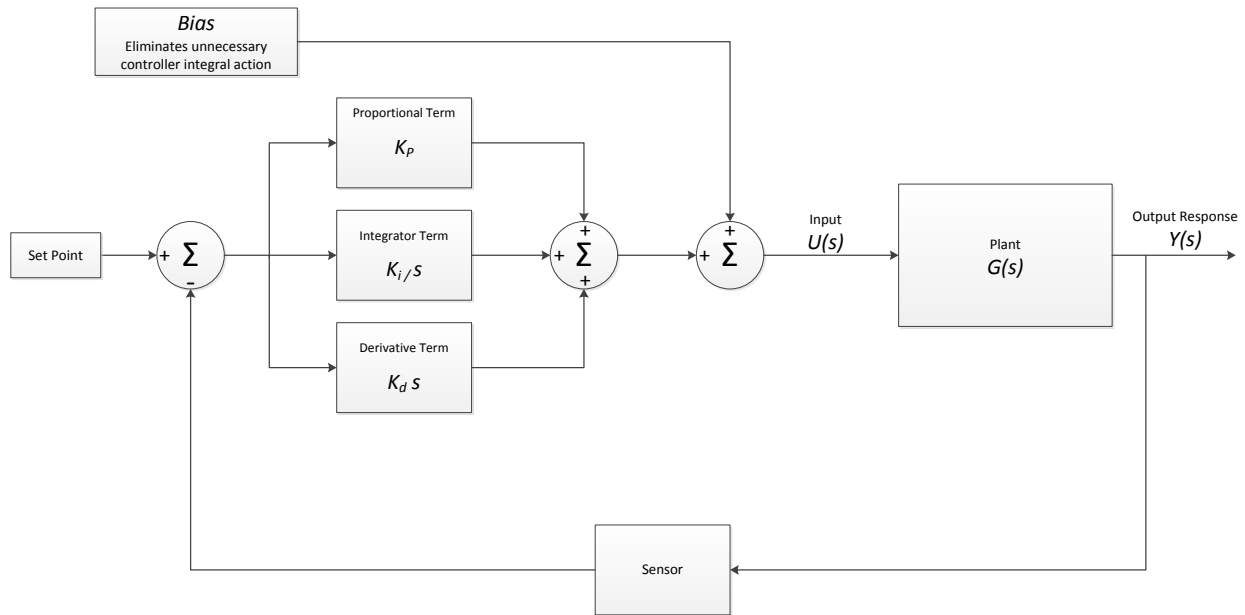 Bias
Eliminates unnecessary
controller integral action
Proportional Term
K_P
Set Point
+
Σ
-
Integrator Term
K_i / s
+
+
Σ
+
+
+
Σ
Input
U(s)
Plant
G(s)
Output Response
Y(s)
Derivative Term
K_d s
Sensor